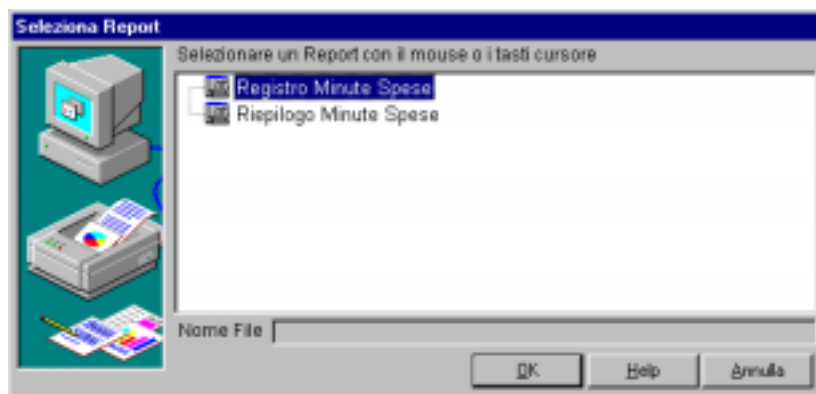 Seleziona Report
Selezionare un Report con il mouse o i tasti cursore
Registro Minute Spese
Riepilogo Minute Spese
Nome File
OK Help Annulla